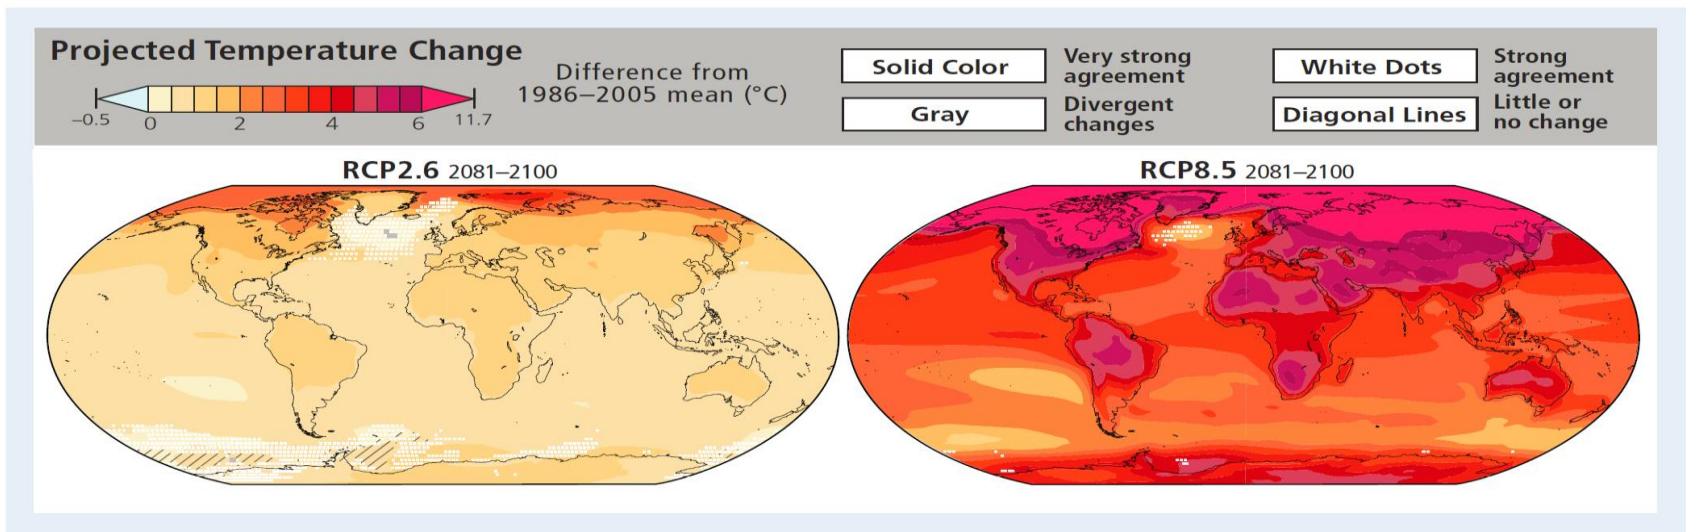 Projected Temperature Change
Difference from
1986–2005 mean (°C)
−0.5 0 2 4 6 11.7
Solid Color
Very strong
agreement
White Dots
Strong
agreement
Gray
Divergent
changes
Diagonal Lines
Little or
no change
RCP2.6 2081–2100
RCP8.5 2081–2100